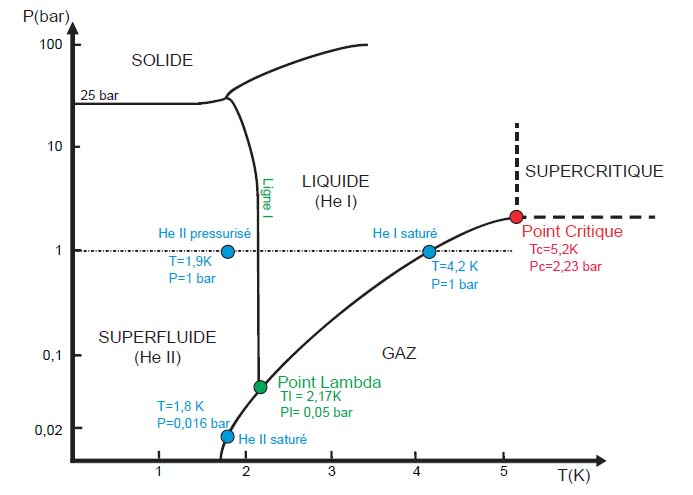 P(bar)
100
SOLIDE
25 bar
10
LIQUIDE
(He I)
Ligne l
SUPERCRITIQUE
He II pressurisé
He I saturé
Point Critique
Tc=5,2K
Pc=2,23 bar
1
T=1,9K
P=1 bar
T=4,2 K
P=1 bar
SUPERFLUIDE
(He II)
GAZ
0,1
Point Lambda
Tl = 2,17K
Pl= 0,05 bar
T=1,8 K
P=0,016 bar
0,02
He II saturé
1
2
3
4
5
T(K)